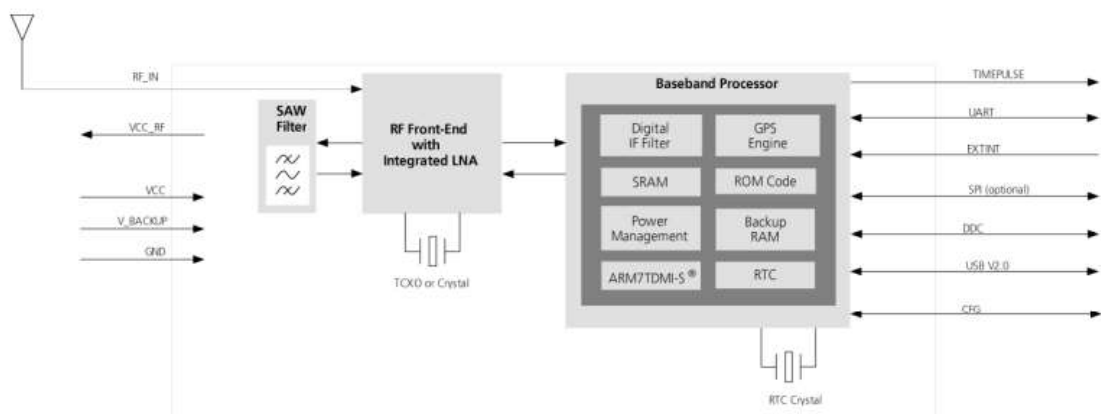 RF_IN
VCC_RF
VCC
V_BACKUP
GND
SAW
Filter
RF Front-End
with
Integrated LNA
TCXO or Crystal
Baseband Processor
Digital
IF Filter
GPS
Engine
SRAM
ROM Code
Power
Management
Backup
RAM
ARM7TDMI-S®
RTC
RTC Crystal
TIMEPULSE
UART
EXTINT
SPI (optional)
DDC
USB V2.0
CFG